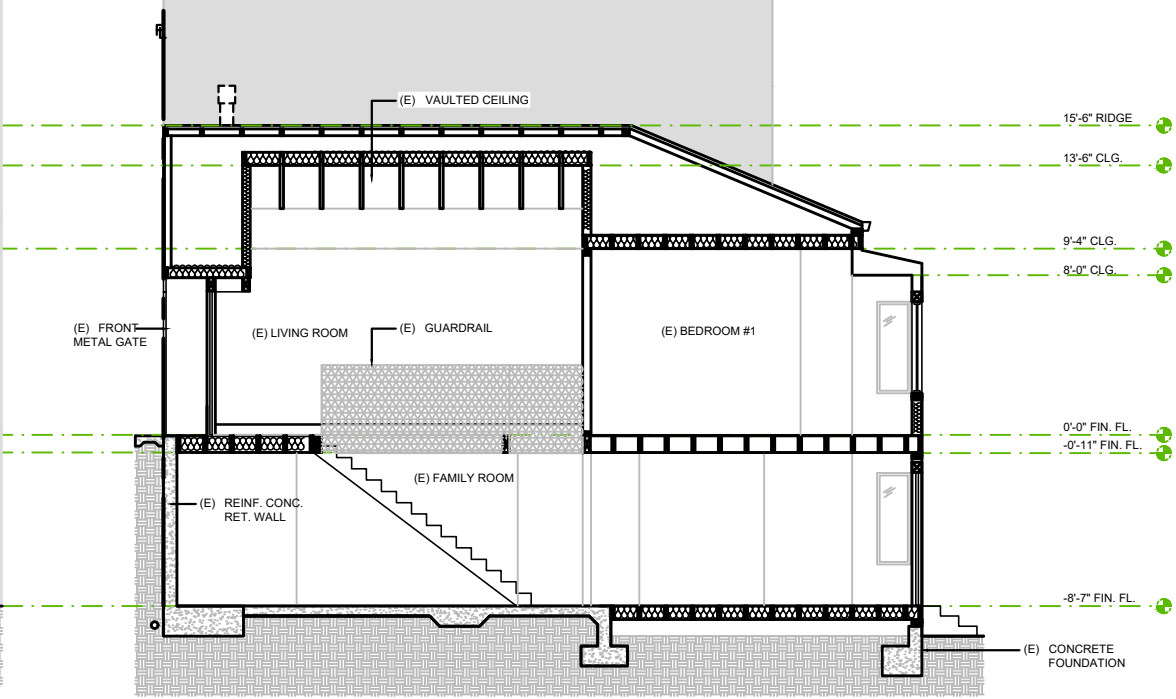 (E) VAULTED CEILING
15'-6" RIDGE
13'-6" CLG.
9'-4" CLG.
8'-0" CLG.
(E) FRONT
METAL GATE
(E) LIVING ROOM
(E) GUARDRAIL
(E) BEDROOM #1
0'-0" FIN. FL.
-0'-11" FIN. FL.
(E) FAMILY ROOM
(E) REINF. CONC.
RET. WALL
-8'-7" FIN. FL.
(E) CONCRETE
FOUNDATION